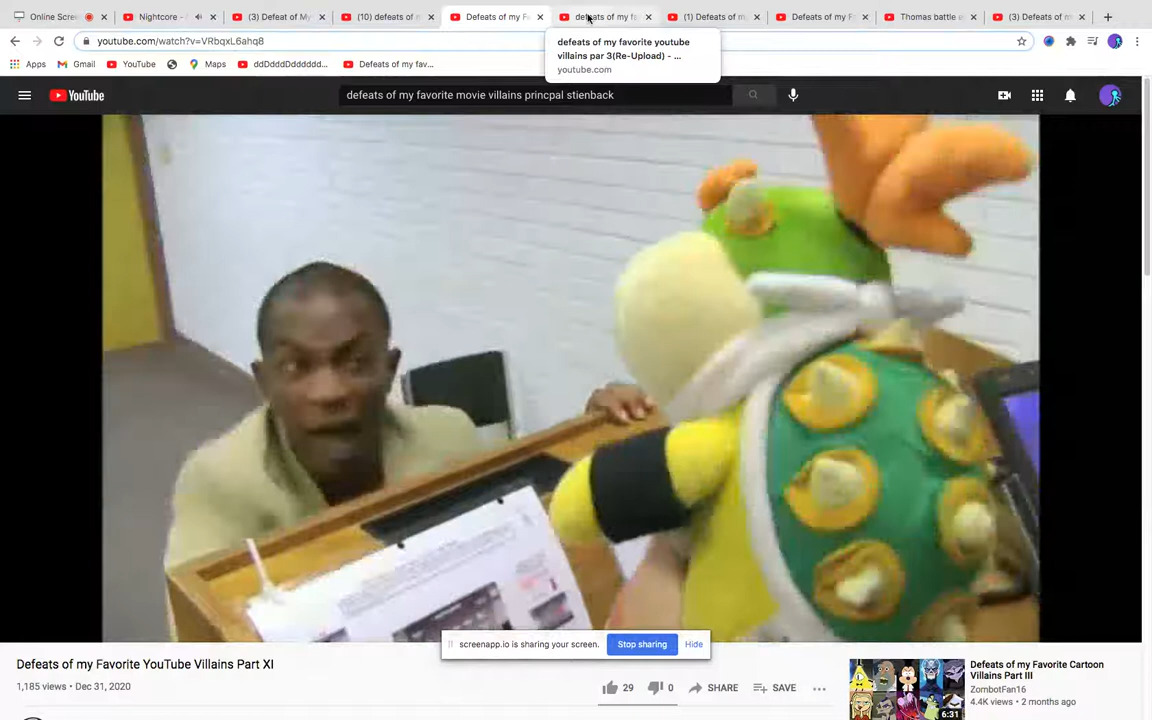 Online Screen
Nightcore -
(3) Defeat of My
(10) defeats of m
Defeats of my F
defeats of my fa
(1) Defeats of my
Defeats of my F
Thomas battle e
(3) Defeats of m
youtube.com/watch?v=VRbqxL6ahq8
defeats of my favorite youtube
villains par 3(Re-Upload) - ...
youtube.com
Apps
Gmail
YouTube
Maps
ddDdddDdddddd...
Defeats of my fav...
YouTube
defeats of my favorite movie villains princpal stienback
screenapp.io is sharing your screen.
Stop sharing
Hide
Defeats of my Favorite YouTube Villains Part XI
1,185 views • Dec 31, 2020
29
0
SHARE
SAVE
Defeats of my Favorite Cartoon
Villains Part III
ZombotFan16
4.4K views • 2 months ago
6:31